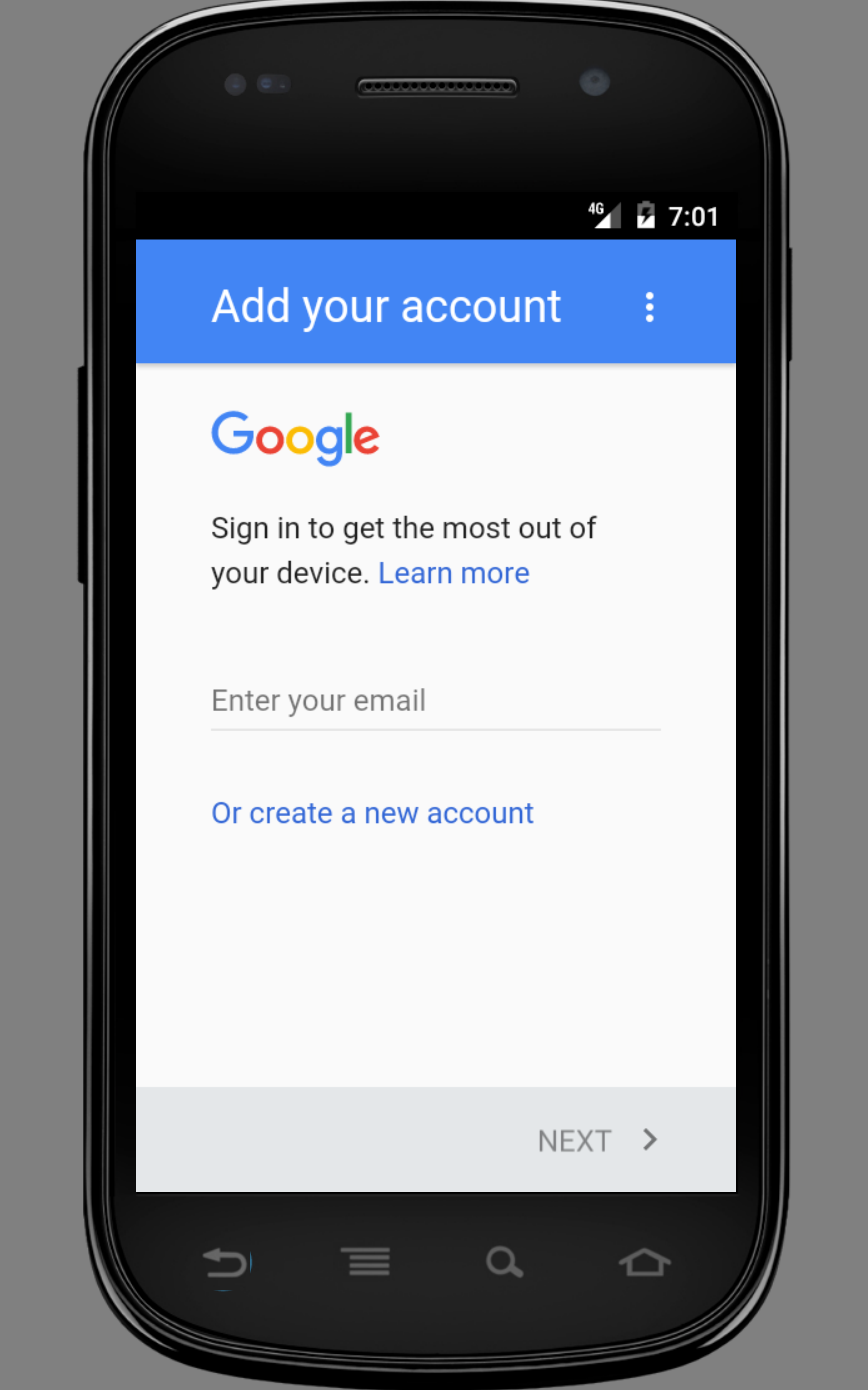 4G 7:01
Add your account
Google
Sign in to get the most out of
your device. Learn more
Enter your email
Or create a new account
NEXT